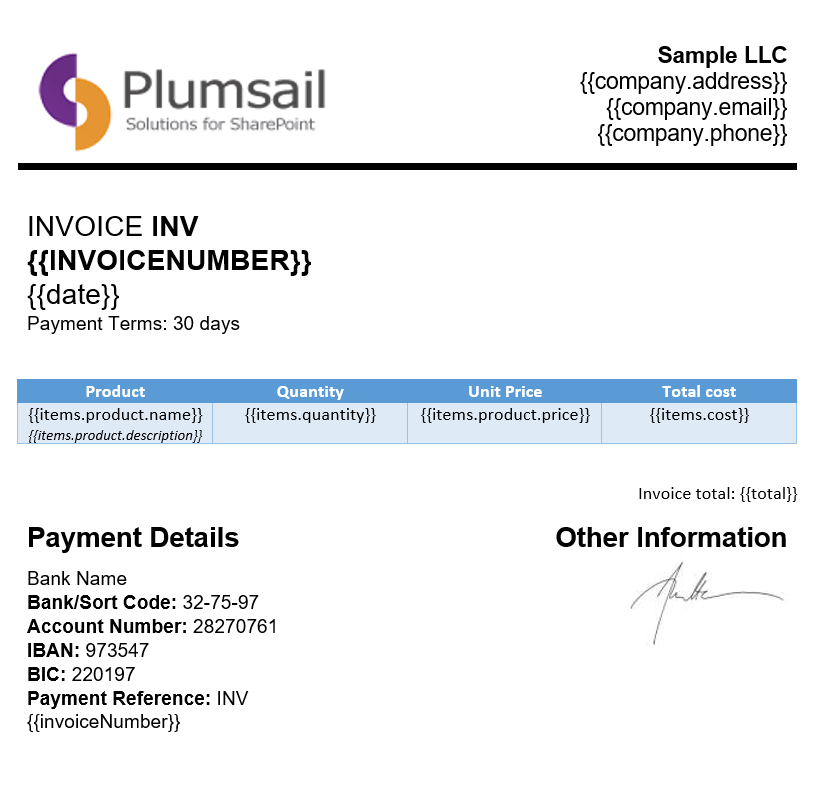 Plumsail
Solutions for SharePoint
Sample LLC
{{company.address}}
{{company.email}}
{{company.phone}}
INVOICE INV
{{INVOICENUMBER}}
{{date}}
Payment Terms: 30 days
Product Quantity Unit Price Total cost
{{items.product.name}} {{items.quantity}} {{items.product.price}} {{items.cost}}
{{items.product.description}}
Invoice total: {{total}}
Payment Details
Other Information
Bank Name
Bank/Sort Code: 32-75-97
Account Number: 28270761
IBAN: 973547
BIC: 220197
Payment Reference: INV
{{invoiceNumber}}